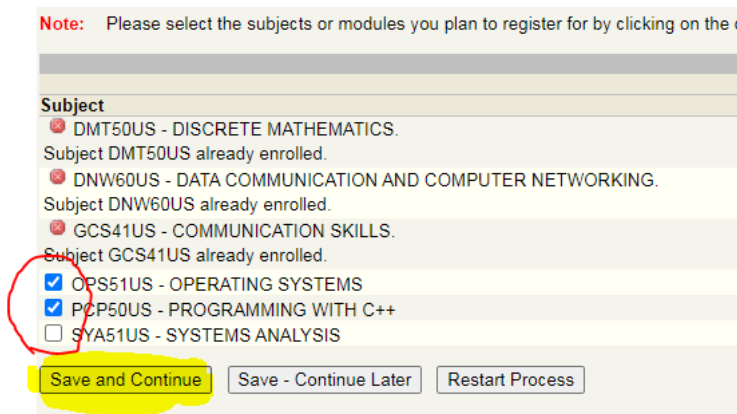 Note: Please select the subjects or modules you plan to register for by clicking on the
Subject
DMT50US - DISCRETE MATHEMATICS.
Subject DMT50US already enrolled.
DNW60US - DATA COMMUNICATION AND COMPUTER NETWORKING.
Subject DNW60US already enrolled.
GCS41US - COMMUNICATION SKILLS.
Subject GCS41US already enrolled.
OPS51US - OPERATING SYSTEMS
PCP50US - PROGRAMMING WITH C++
SYA51US - SYSTEMS ANALYSIS
Save and Continue Save - Continue Later Restart Process